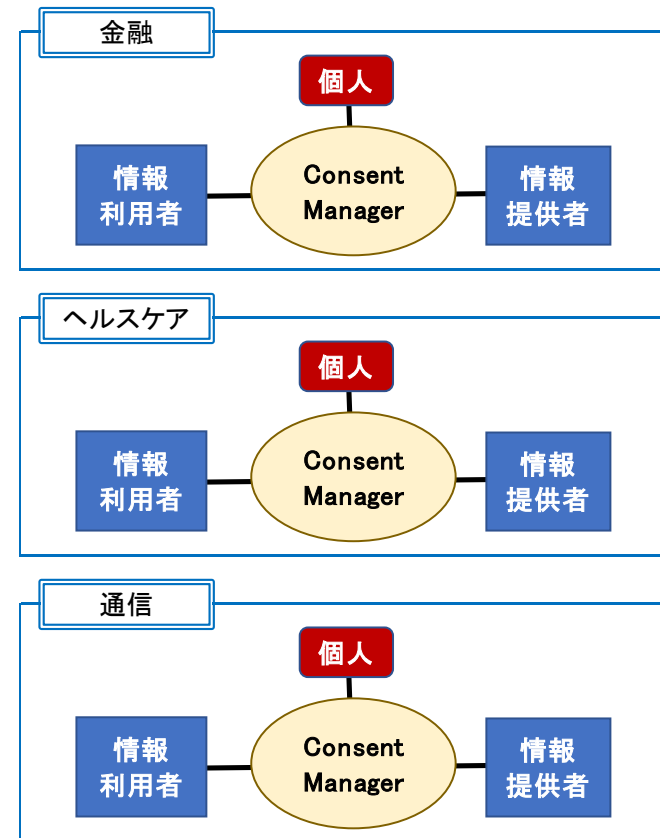 金融
個人
情報
利用者
Consent
Manager
情報
提供者
ヘルスケア
個人
情報
利用者
Consent
Manager
情報
提供者
通信
個人
情報
利用者
Consent
Manager
情報
提供者